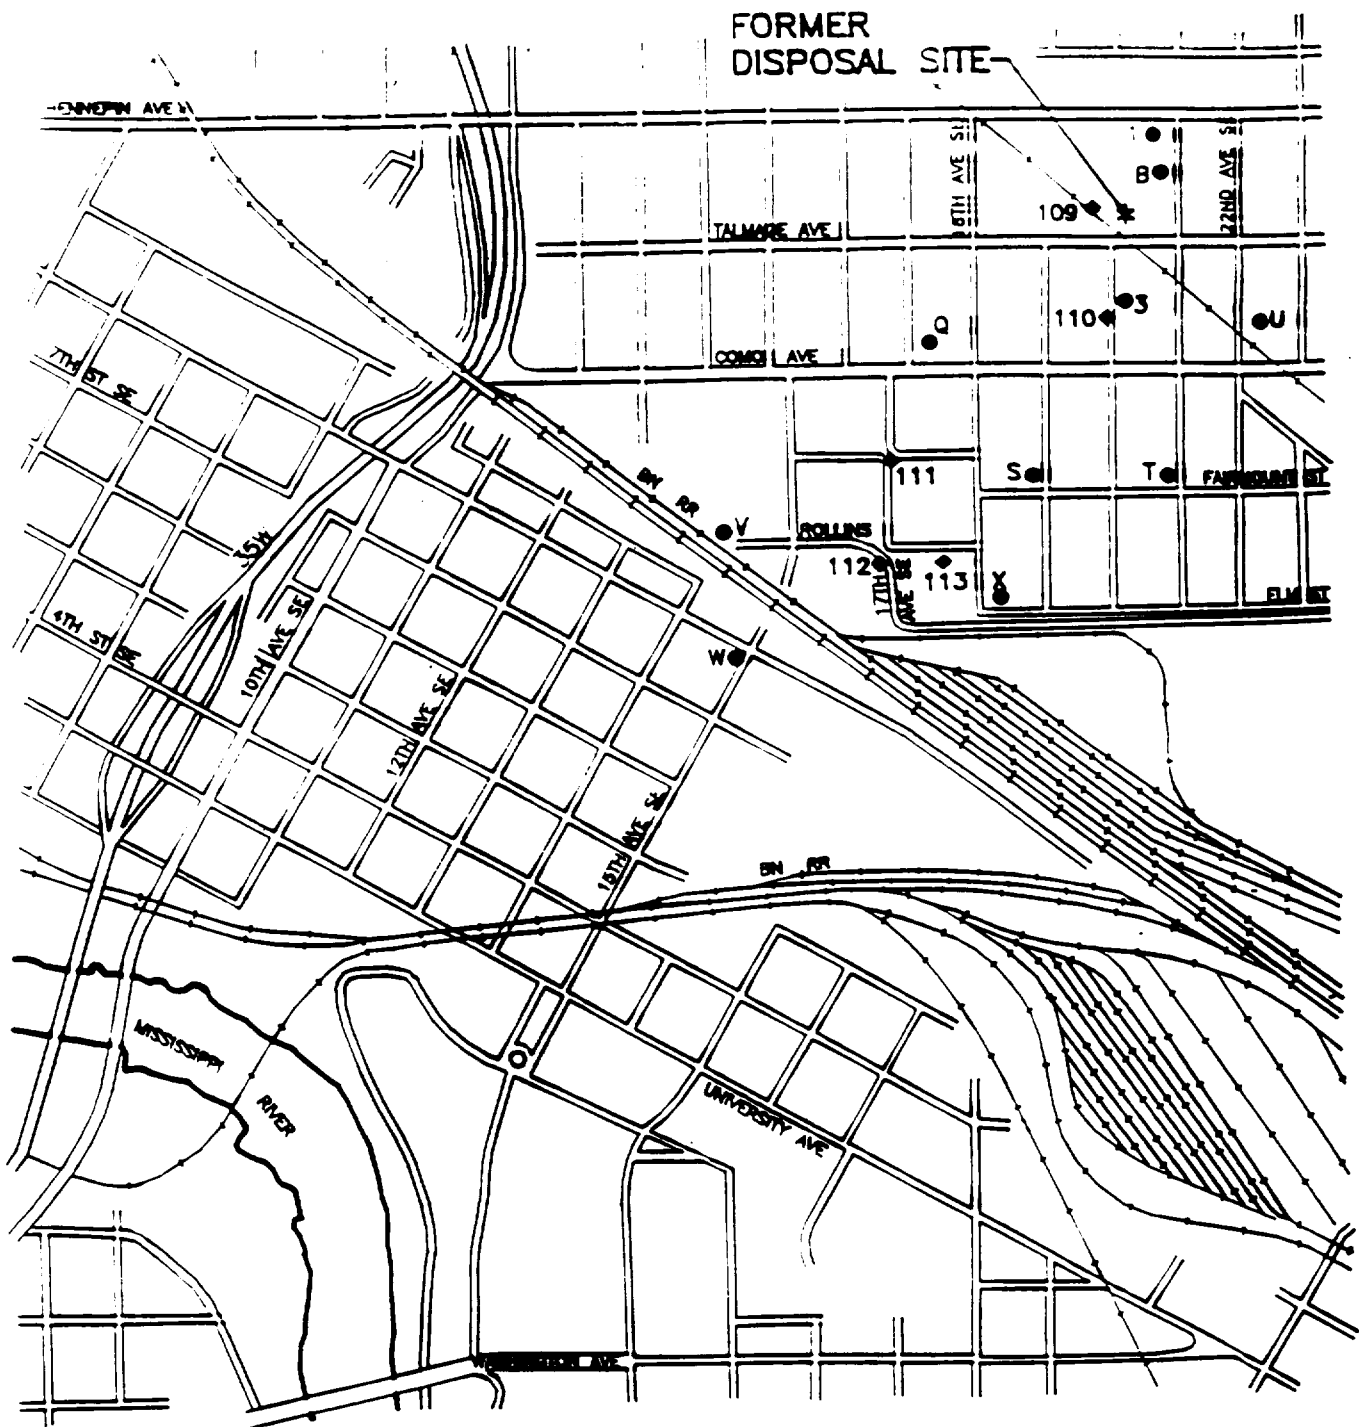 FORMER
DISPOSAL SITE
HENNEPIN AVE
18TH AVE SE
22ND AVE SE
B
109
TALMAGE AVE
3
110
U
Q
COMO AVE
7TH ST SE
111
S
T
FAIRMOUNT ST
BN RR
V
ROLLINS
35W
112
113
17TH AVE SE
X
ELM ST
10TH AVE SE
4TH ST SE
W
12TH AVE SE
15TH AVE SE
BN RR
MISSISSIPPI
RIVER
UNIVERSITY AVE
WASHINGTON AVE